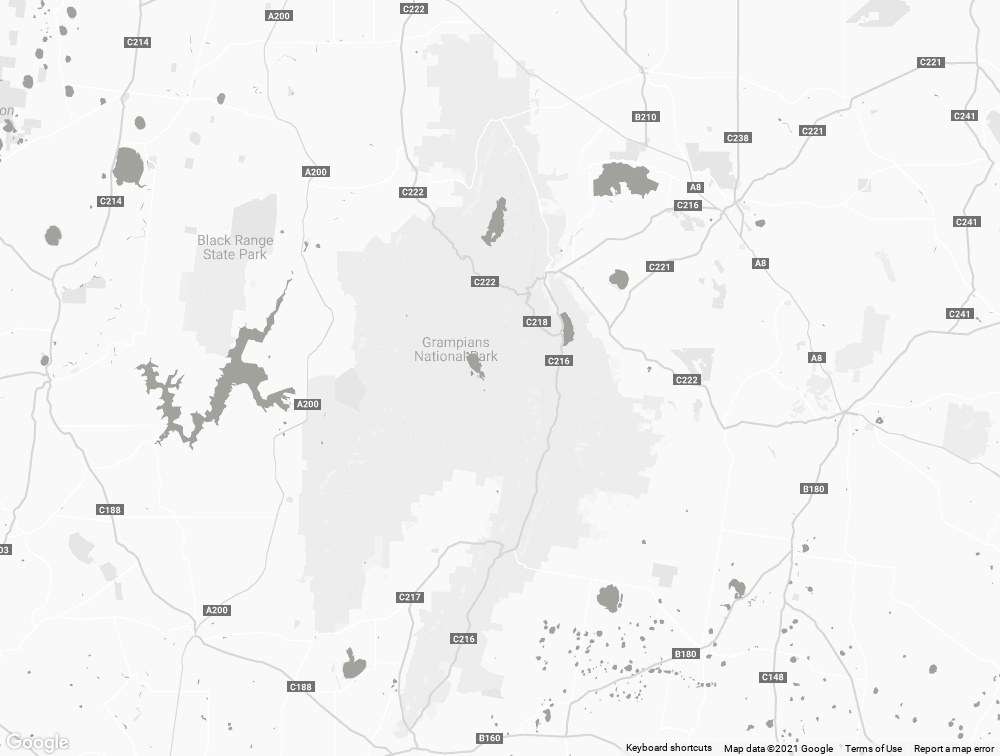 C222
A200
C214
C221
B210
C241
on
C221
C238
A200
A8
C222
C214
C216
C241
Black Range
State Park
A8
C221
C222
C241
C218
Grampians
National Park
A8
C216
C222
A200
B180
C188
03
C217
A200
C216
B180
C148
C188
B160
Google
Keyboard shortcuts
Map data ©2021 Google
Terms of Use
Report a map error